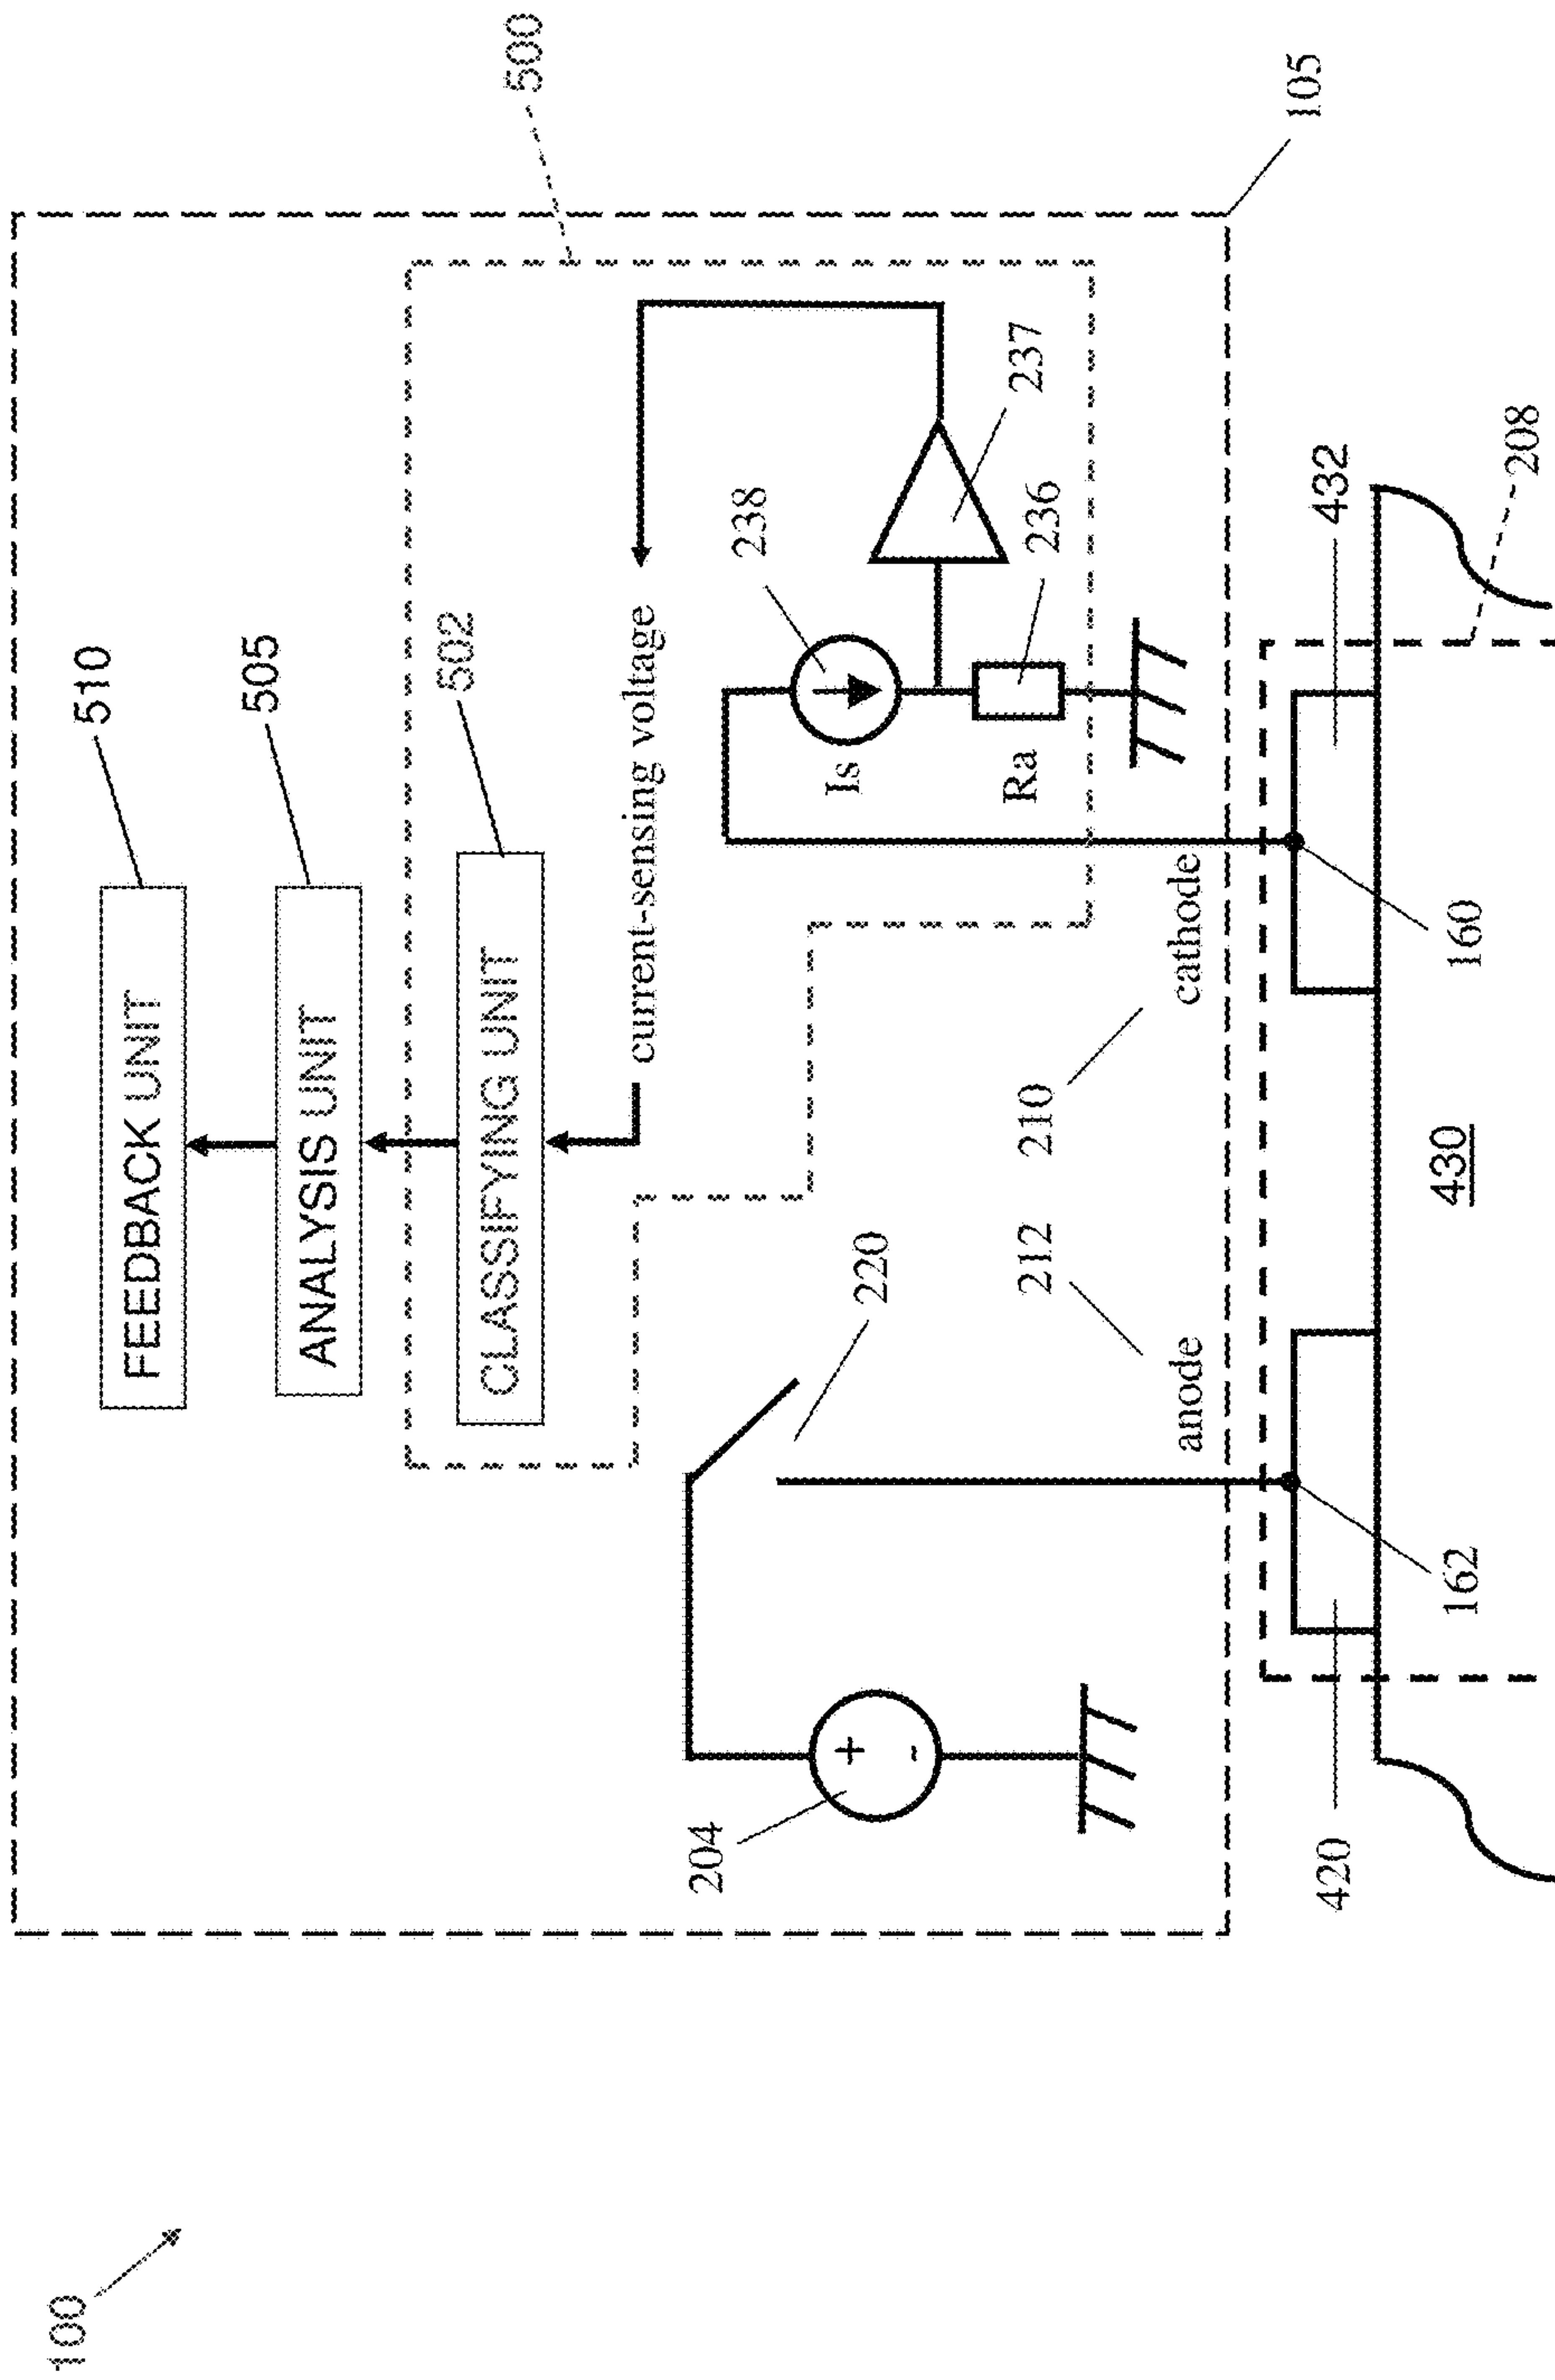 100
510
FEEDBACK UNIT
505
ANALYSIS UNIT
500
502
CLASSIFYING UNIT
current-sensing voltage
204
+
-
220
238
Is
237
Ra
236
212
anode
210
cathode
105
420
162
430
160
432
208